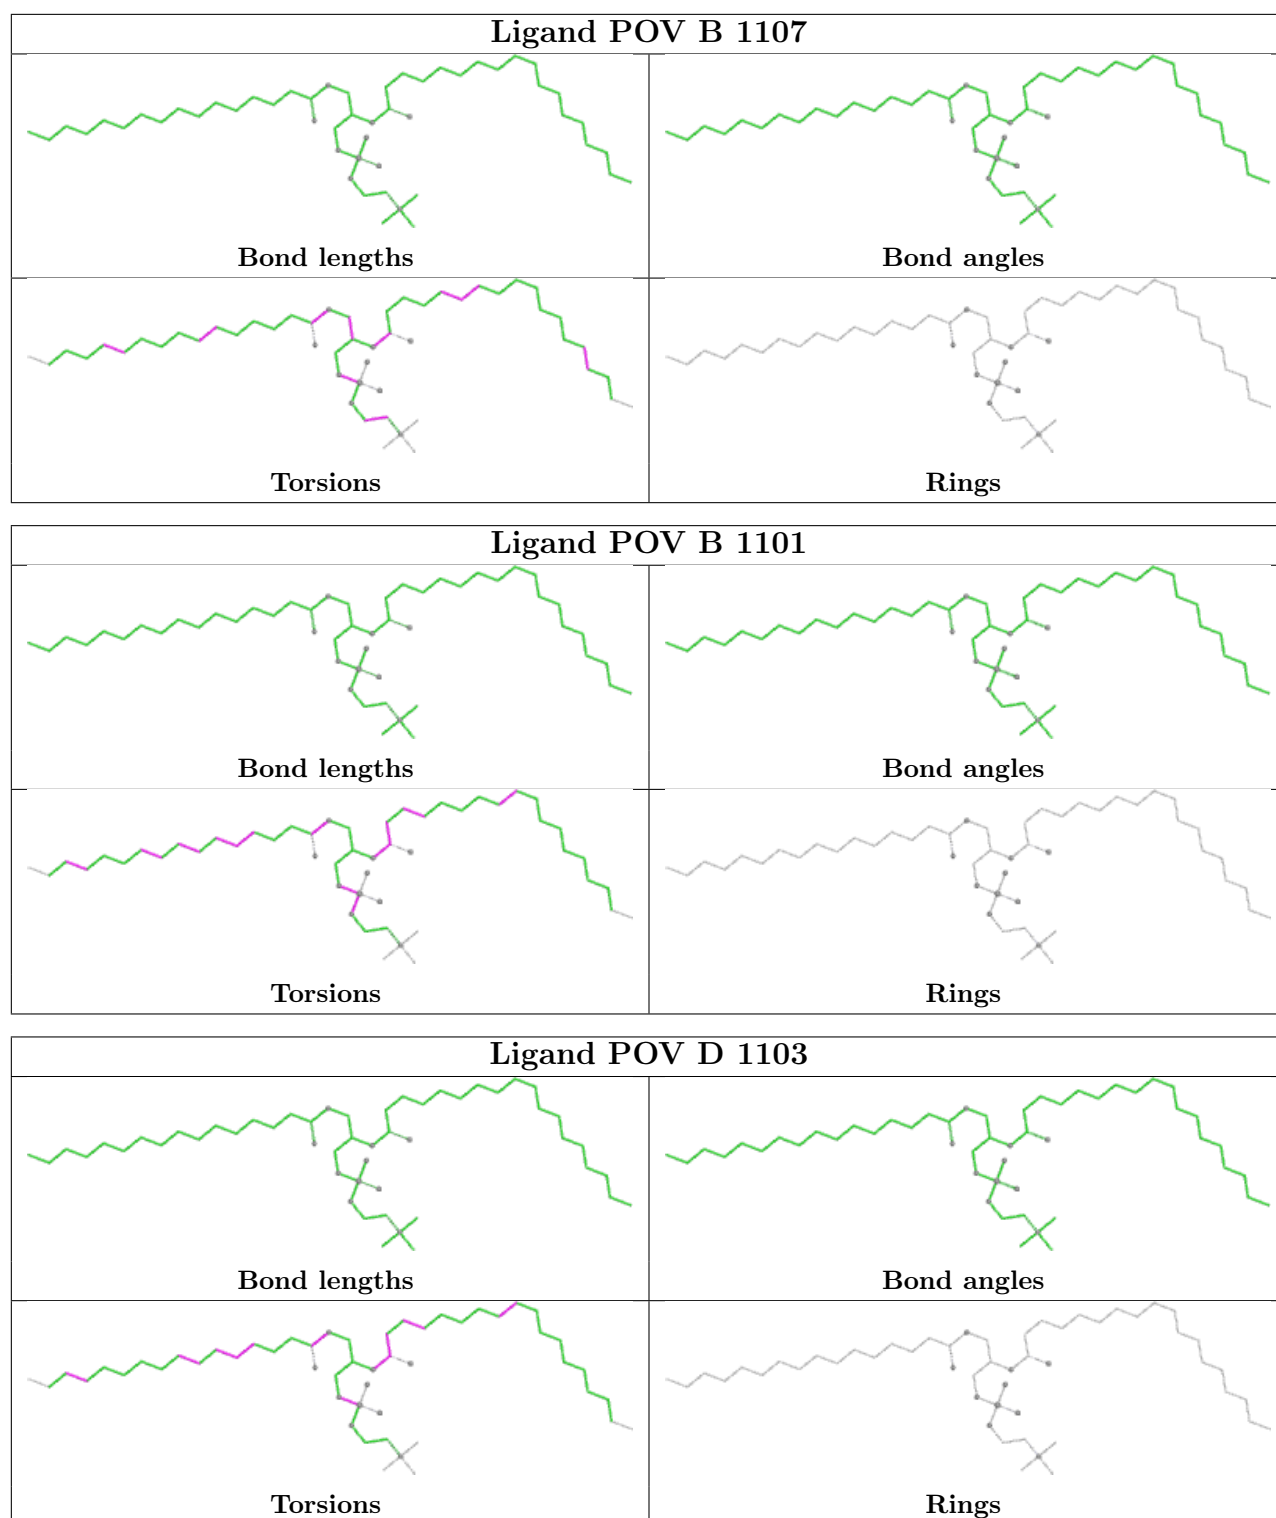 Ligand POV B 1107
Bond lengths
Bond angles
Torsions
Rings
Ligand POV B 1101
Bond lengths
Bond angles
Torsions
Rings
Ligand POV D 1103
Bond lengths
Bond angles
Torsions
Rings